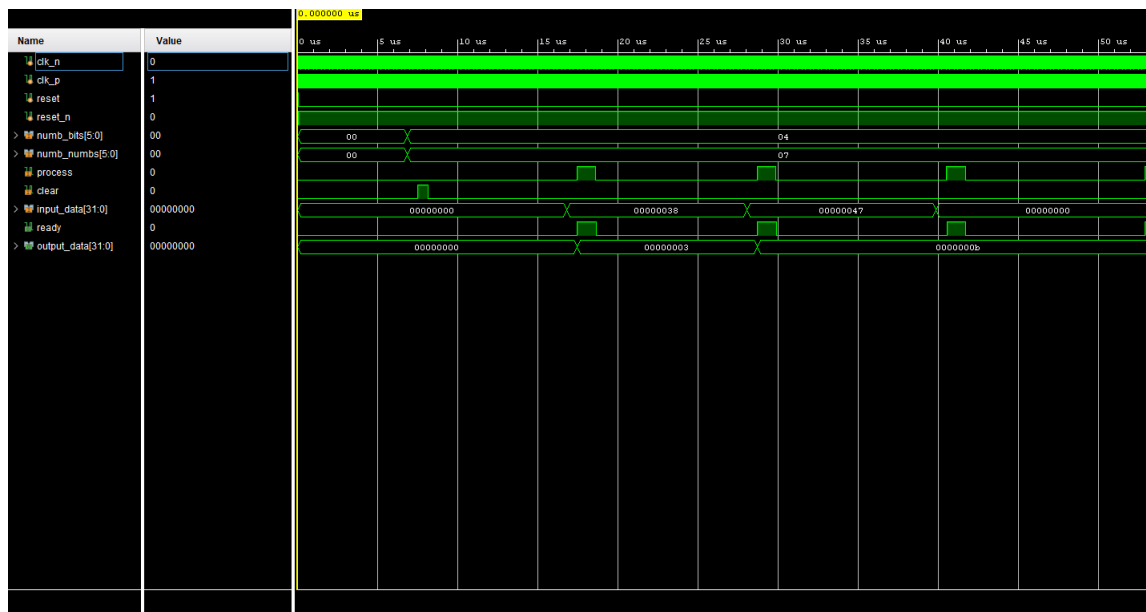 0.000000 us
Name Value
0 us 5 us 10 us 15 us 20 us 25 us 30 us 35 us 40 us 45 us 50 us
clk_n 0
clk_p 1
reset 1
reset_n 0
numb_bits[5:0] 00 00 04
numb_numbs[5:0] 00 00 07
process 0
clear 0
input_data[31:0] 00000000 00000000 00000038 00000047 00000000
ready 0
output_data[31:0] 00000000 00000000 00000003 0000000b